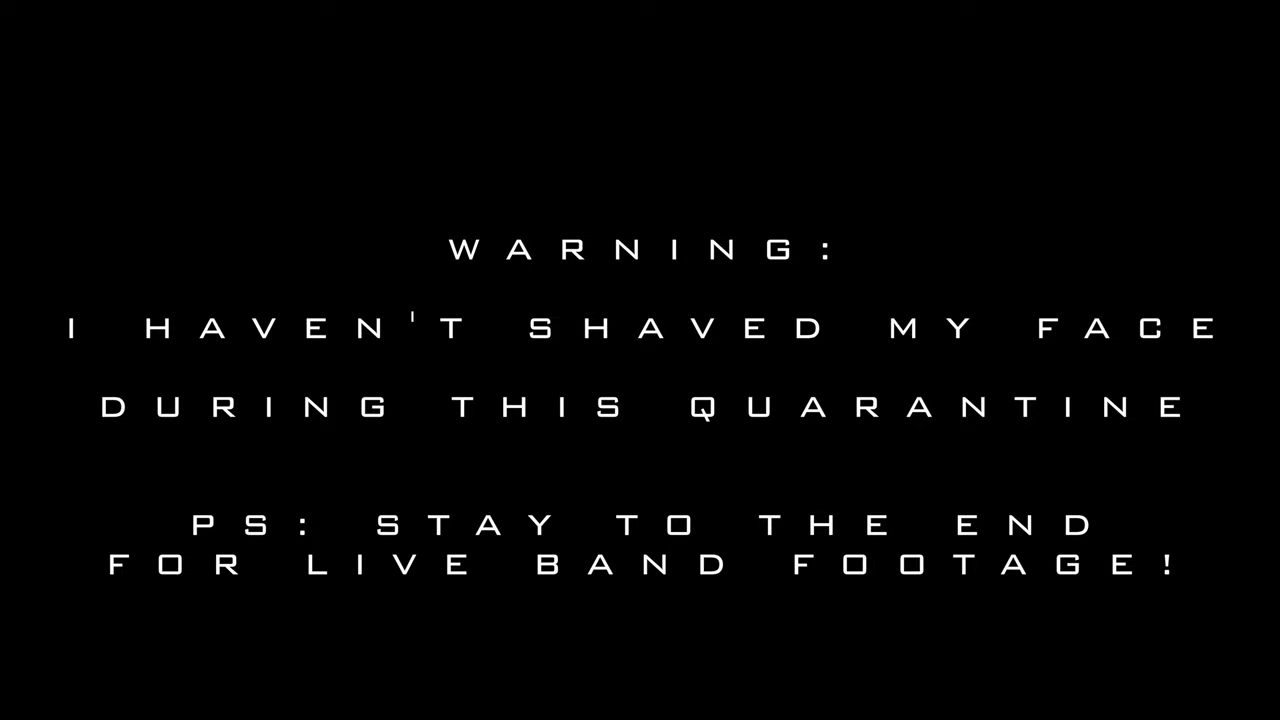 WARNING:
I HAVEN'T SHAVED MY FACE
DURING THIS QUARANTINE
PS: STAY TO THE END
FOR LIVE BAND FOOTAGE!